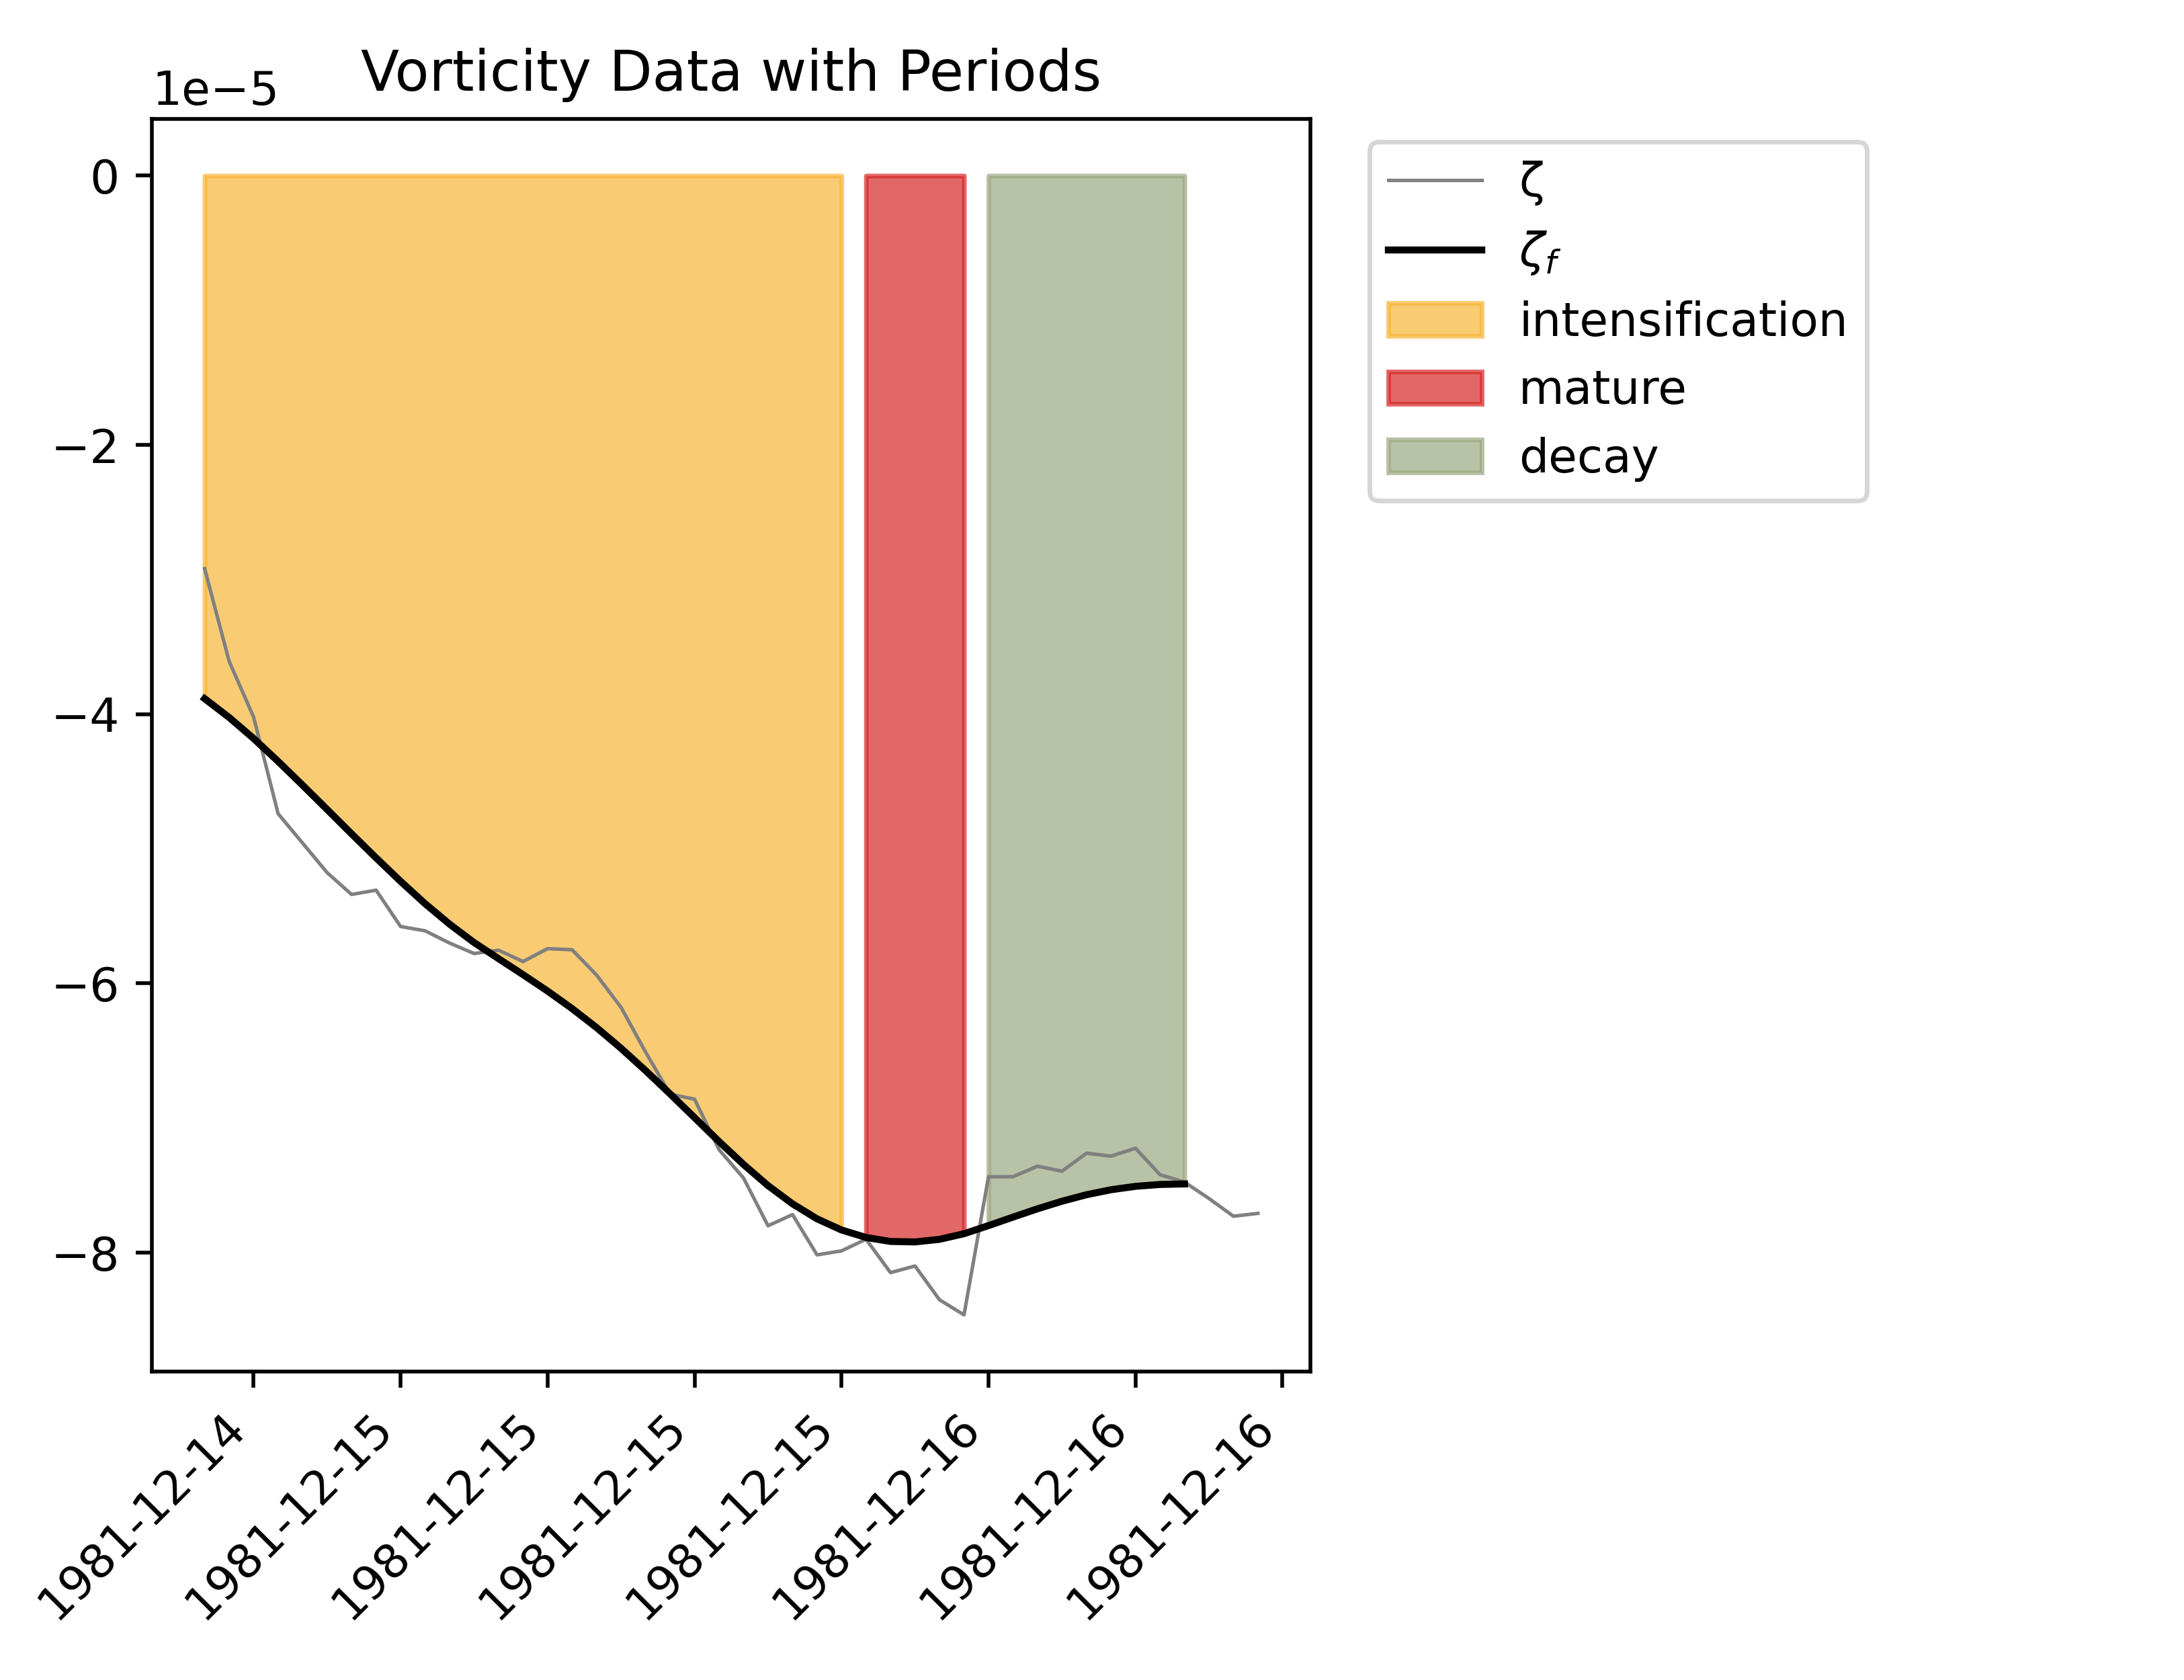 Vorticity Data with Periods
1e−5
0
−2
−4
−6
−8
1981-12-14
1981-12-15
1981-12-15
1981-12-15
1981-12-15
1981-12-16
1981-12-16
1981-12-16
ζ
ζf
intensification
mature
decay